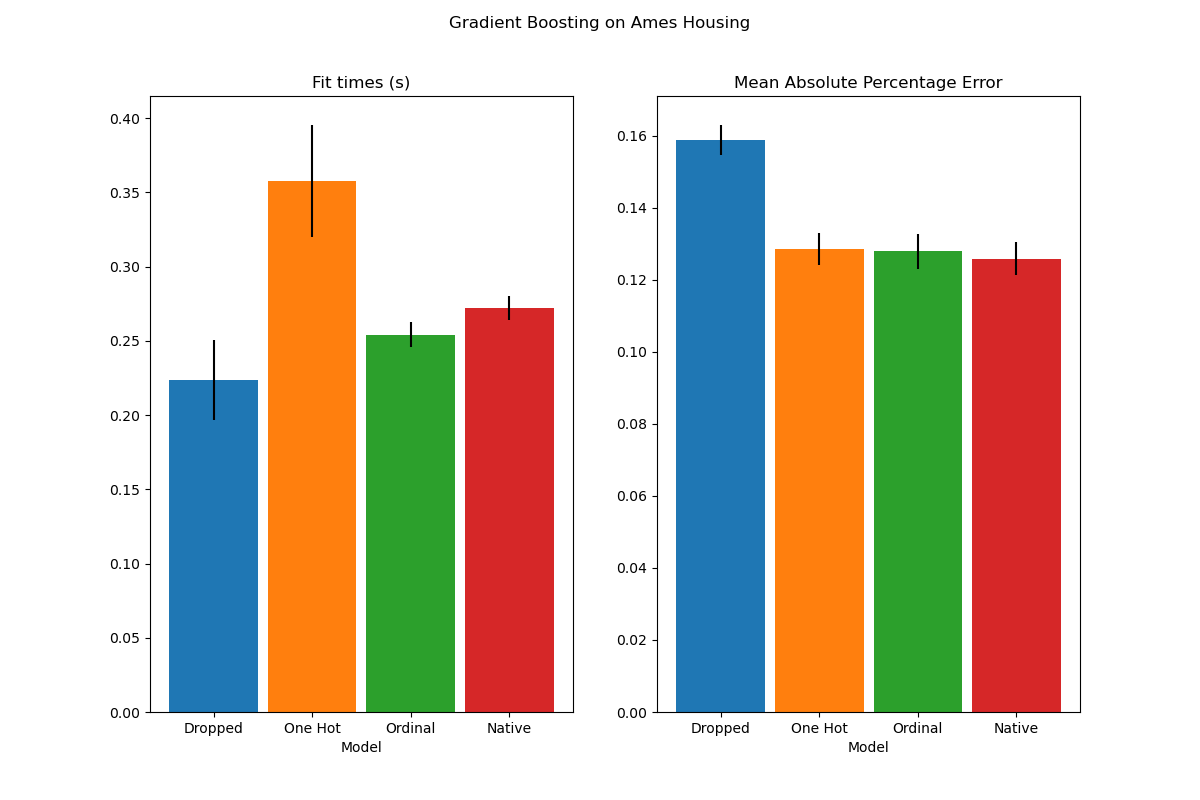 Gradient Boosting on Ames Housing
Fit times (s)
0.40
0.35
0.30
0.25
0.20
0.15
0.10
0.05
0.00
Dropped One Hot Ordinal Native
Model
Mean Absolute Percentage Error
0.16
0.14
0.12
0.10
0.08
0.06
0.04
0.02
0.00
Dropped One Hot Ordinal Native
Model